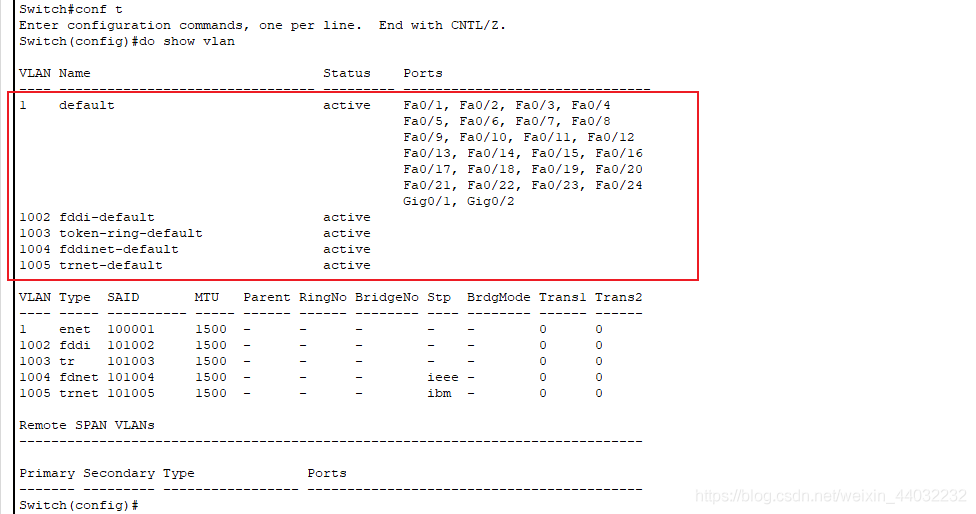 Switch#conf t
Enter configuration commands, one per line.  End with CNTL/Z.
Switch(config)#do show vlan

VLAN Name                             Status    Ports
---- -------------------------------- --------- -------------------------------
1    default                          active    Fa0/1, Fa0/2, Fa0/3, Fa0/4
                                                Fa0/5, Fa0/6, Fa0/7, Fa0/8
                                                Fa0/9, Fa0/10, Fa0/11, Fa0/12
                                                Fa0/13, Fa0/14, Fa0/15, Fa0/16
                                                Fa0/17, Fa0/18, Fa0/19, Fa0/20
                                                Fa0/21, Fa0/22, Fa0/23, Fa0/24
                                                Gig0/1, Gig0/2
1002 fddi-default                     active
1003 token-ring-default               active
1004 fddinet-default                  active
1005 trnet-default                    active

VLAN Type  SAID       MTU   Parent RingNo BridgeNo Stp  BrdgMode Trans1 Trans2
---- ----- ---------- ----- ------ ------ -------- ---- -------- ------ ------
1    enet  100001     1500  -      -      -        -    -        0      0
1002 fddi  101002     1500  -      -      -        -    -        0      0
1003 tr    101003     1500  -      -      -        -    -        0      0
1004 fdnet 101004     1500  -      -      -        ieee -        0      0
1005 trnet 101005     1500  -      -      -        ibm  -        0      0

Remote SPAN VLANs
------------------------------------------------------------------------------

Primary Secondary Type              Ports
------- --------- ----------------- ------------------------------------------
Switch(config)#
https://blog.csdn.net/weixin_44032232